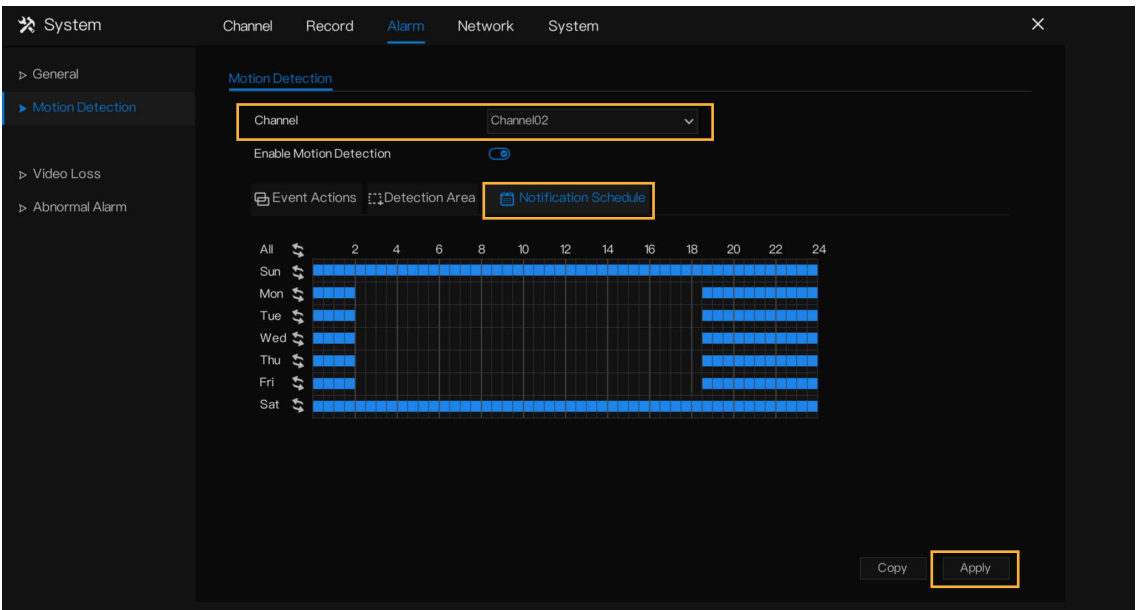 System Channel Record Alarm Network System
General
Motion Detection
Motion Detection
Channel Channel02
Enable Motion Detection
Video Loss
Event Actions Detection Area Notification Schedule
Abnormal Alarm
All 2 4 6 8 10 12 14 16 18 20 22 24
Sun
Mon
Tue
Wed
Thu
Fri
Sat
Copy Apply